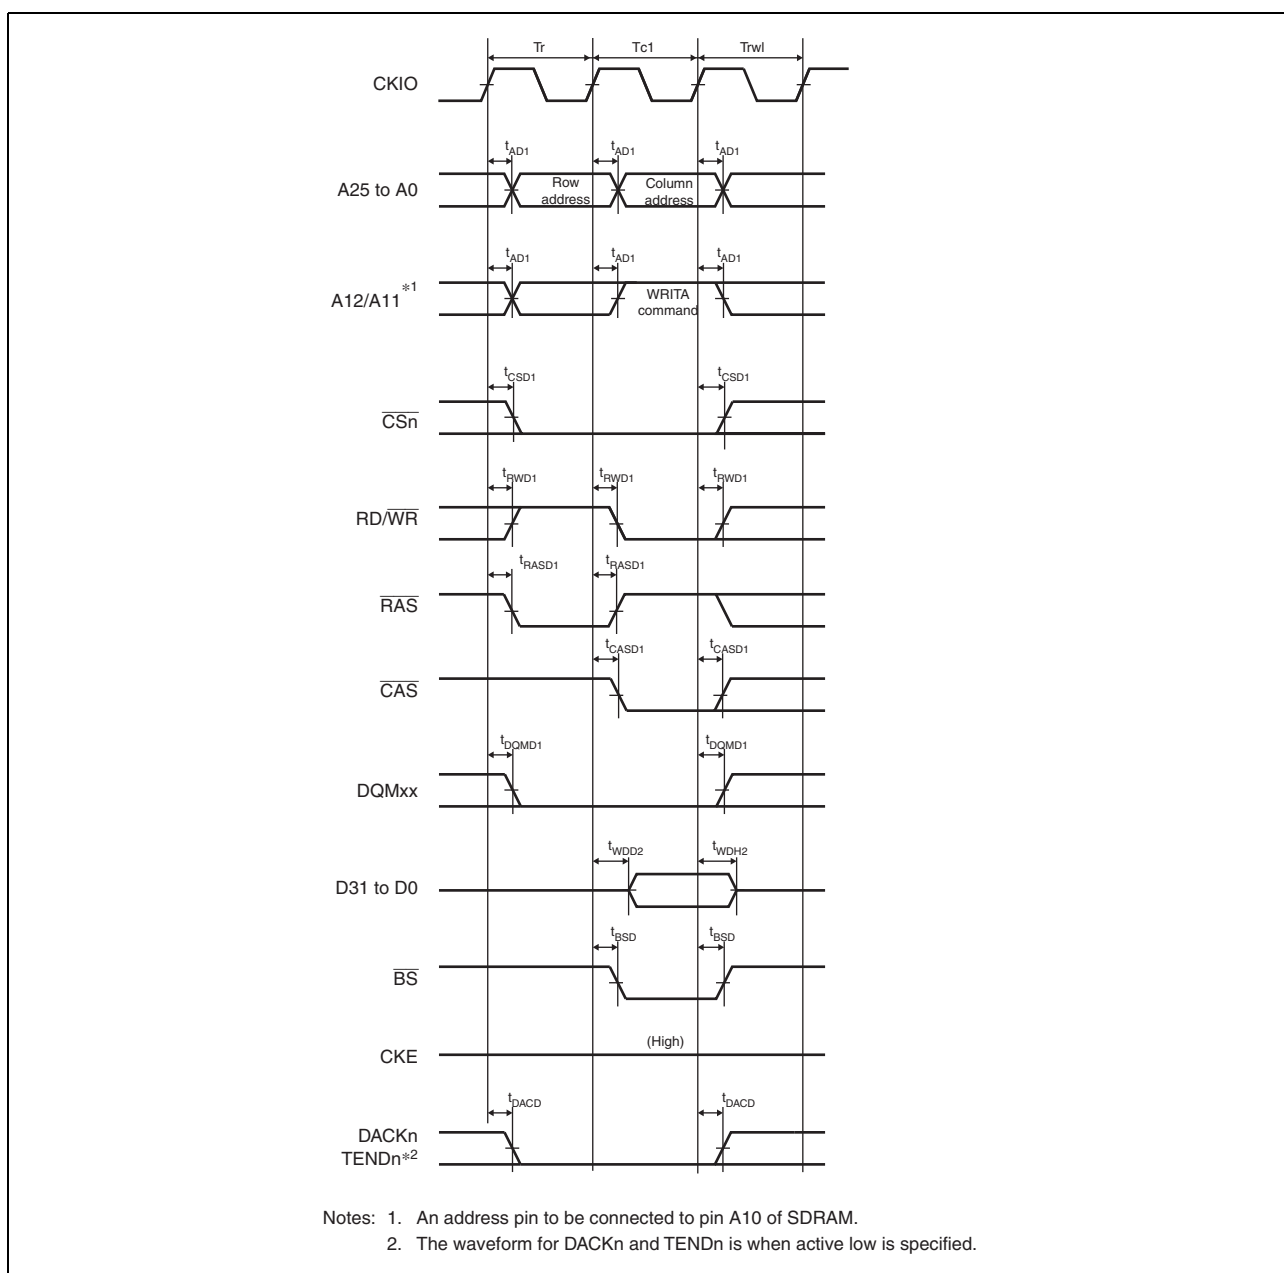 Tr Tc1 Trwl
CKIO
tAD1 tAD1 tAD1
A25 to A0
Row
address
Column
address
tAD1 tAD1 tAD1
A12/A11*1
WRITA
command
tCSD1 tCSD1
CSn
tRWD1 tRWD1 tRWD1
RD/WR
tRASD1 tRASD1
RAS
tCASD1 tCASD1
CAS
tDQMD1 tDQMD1
DQMxx
tWDD2 tWDH2
D31 to D0
tBSD tBSD
BS
(High)
CKE
tDACD tDACD
DACKn
TENDn*2
Notes: 1. An address pin to be connected to pin A10 of SDRAM.
2. The waveform for DACKn and TENDn is when active low is specified.